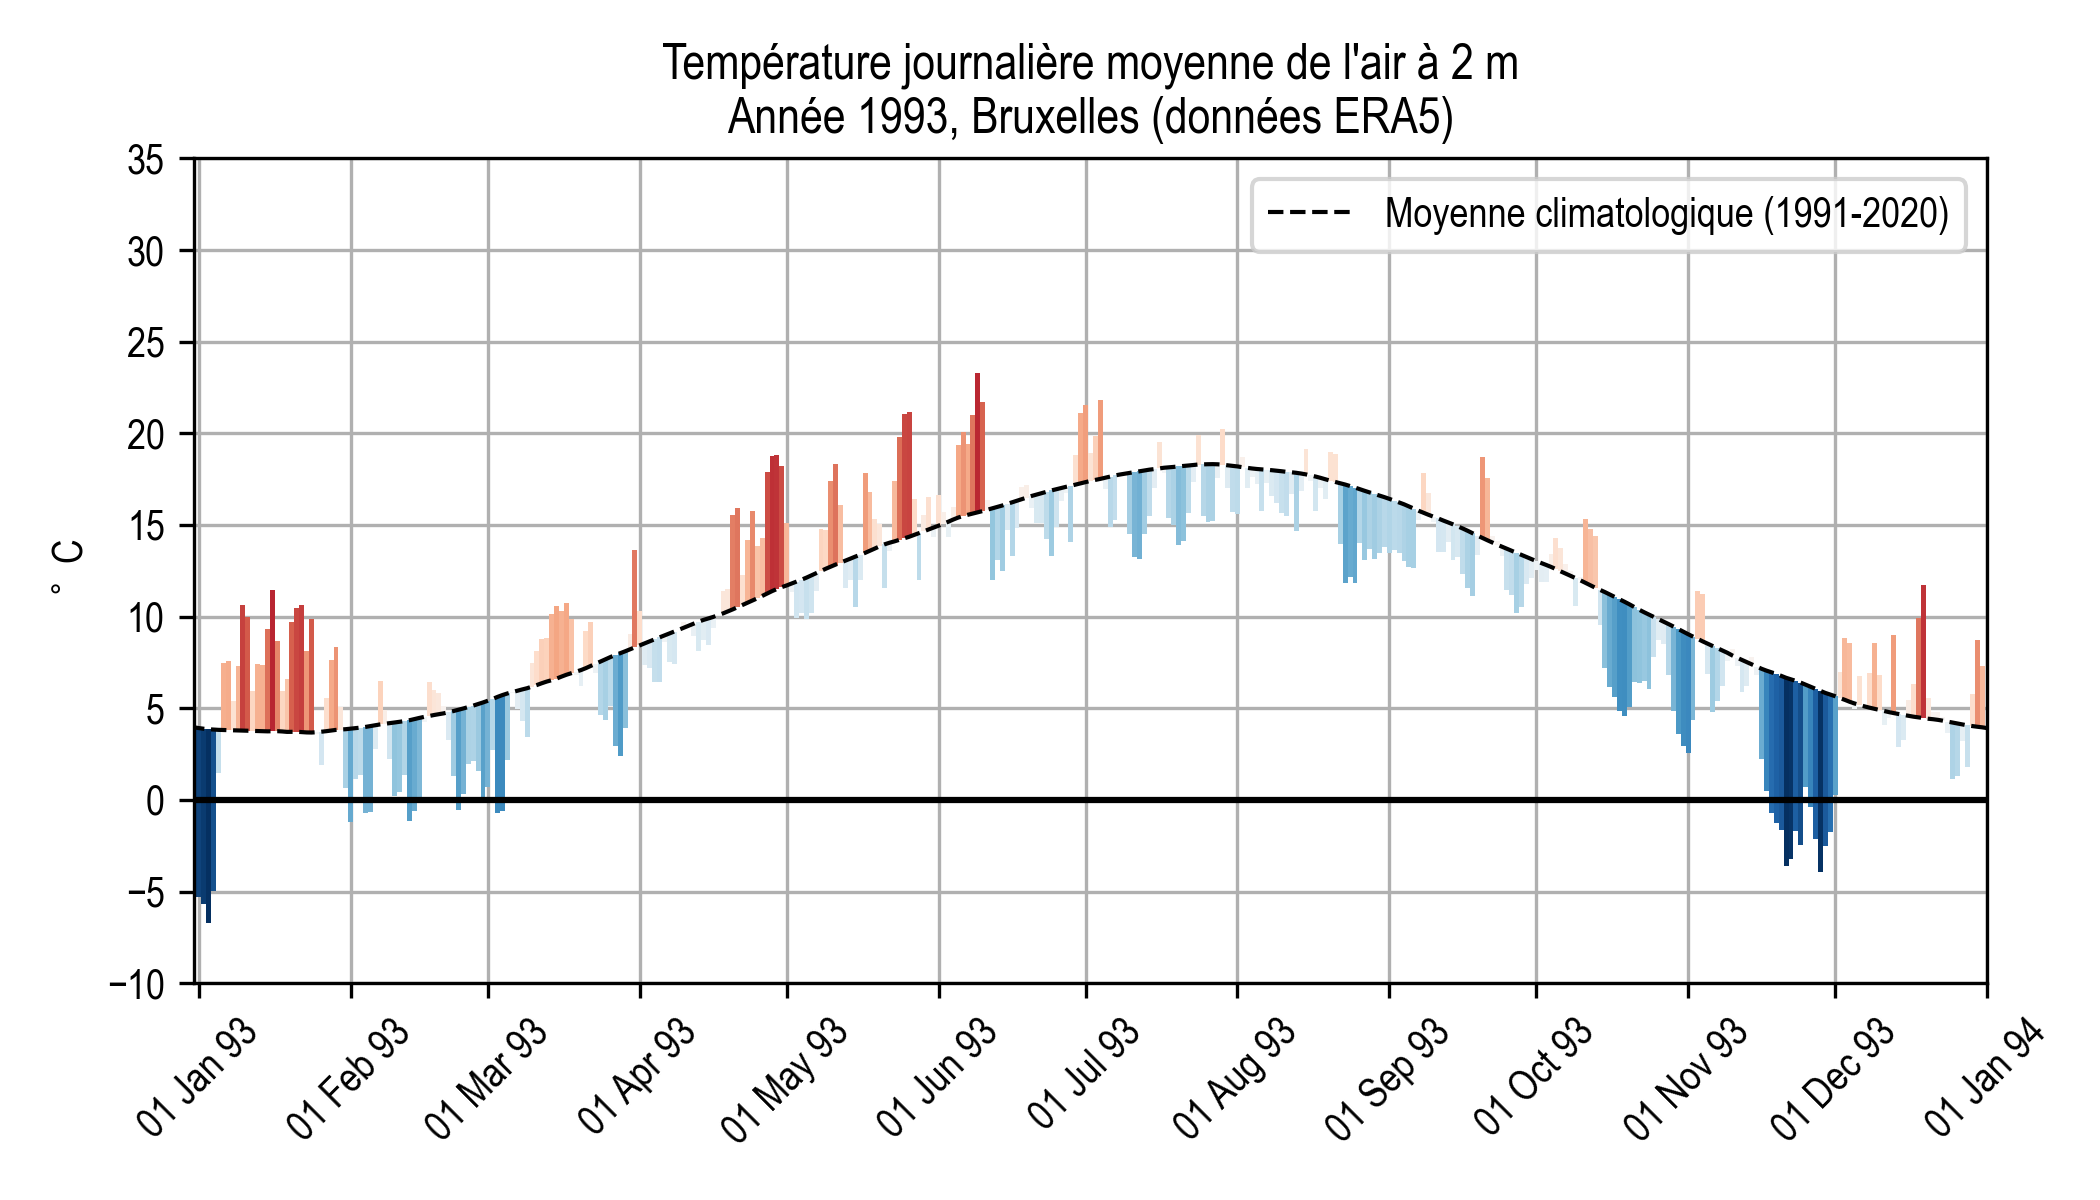 Température journalière moyenne de l'air à 2 m
Année 1993, Bruxelles (données ERA5)
Moyenne climatologique (1991-2020)
° C
35
30
25
20
15
10
5
0
−5
−10
01 Jan 93
01 Feb 93
01 Mar 93
01 Apr 93
01 May 93
01 Jun 93
01 Jul 93
01 Aug 93
01 Sep 93
01 Oct 93
01 Nov 93
01 Dec 93
01 Jan 94